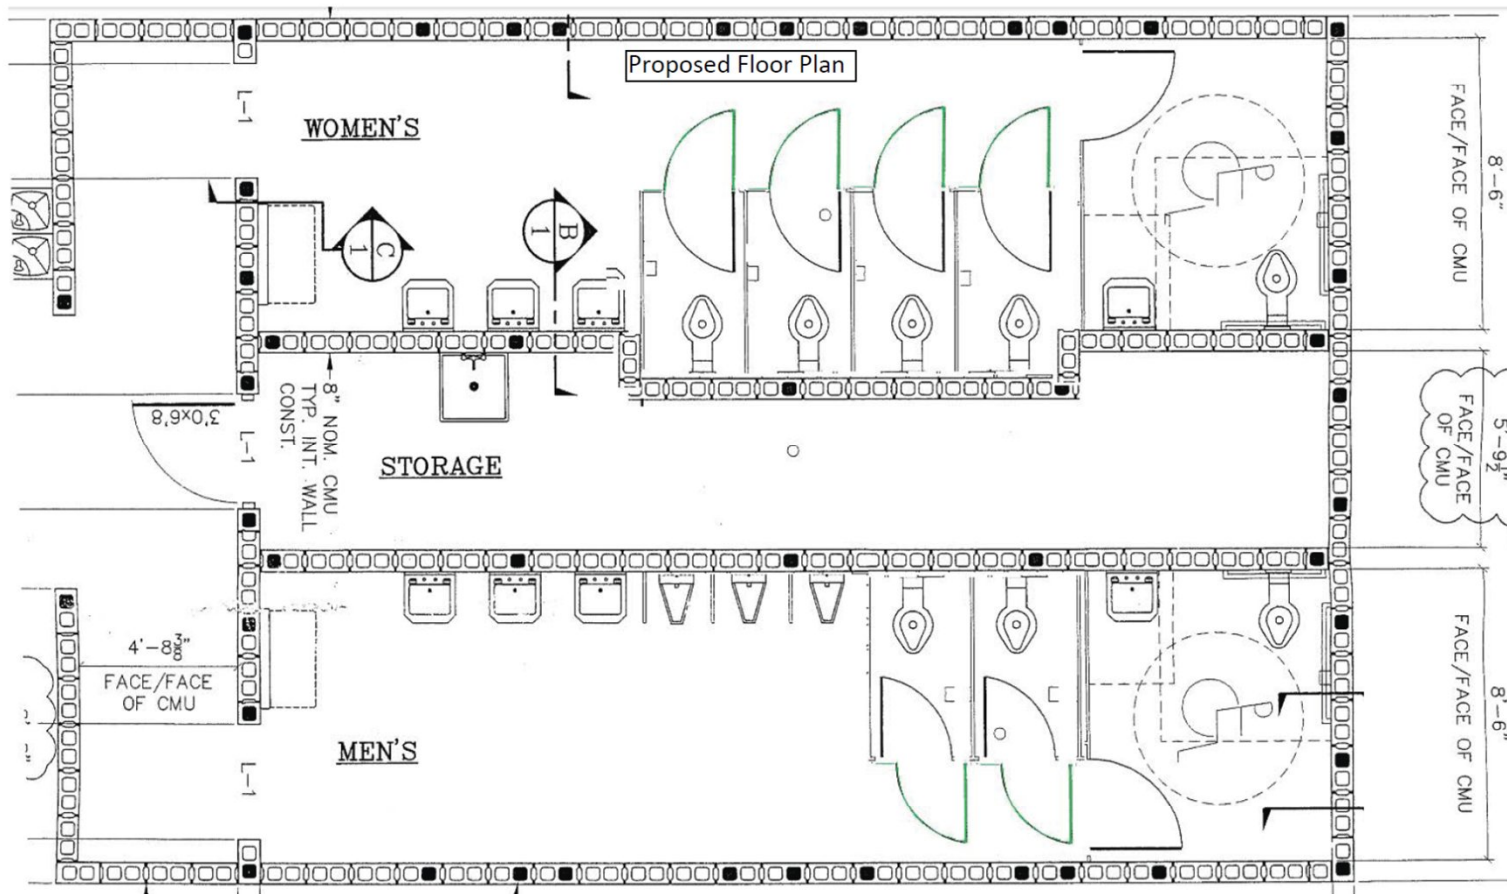 Proposed Floor Plan
L-1
WOMEN'S
C
1
B
1
FACE/FACE OF CMU
8'-6"
3'0x6'8
L-1
8" NOM. CMU
TYP. INT. WALL
CONST.
STORAGE
FACE/FACE
OF CMU
5'-9½"
4'-8⅜"
FACE/FACE
OF CMU
L-1
MEN'S
FACE/FACE OF CMU
8'-6"